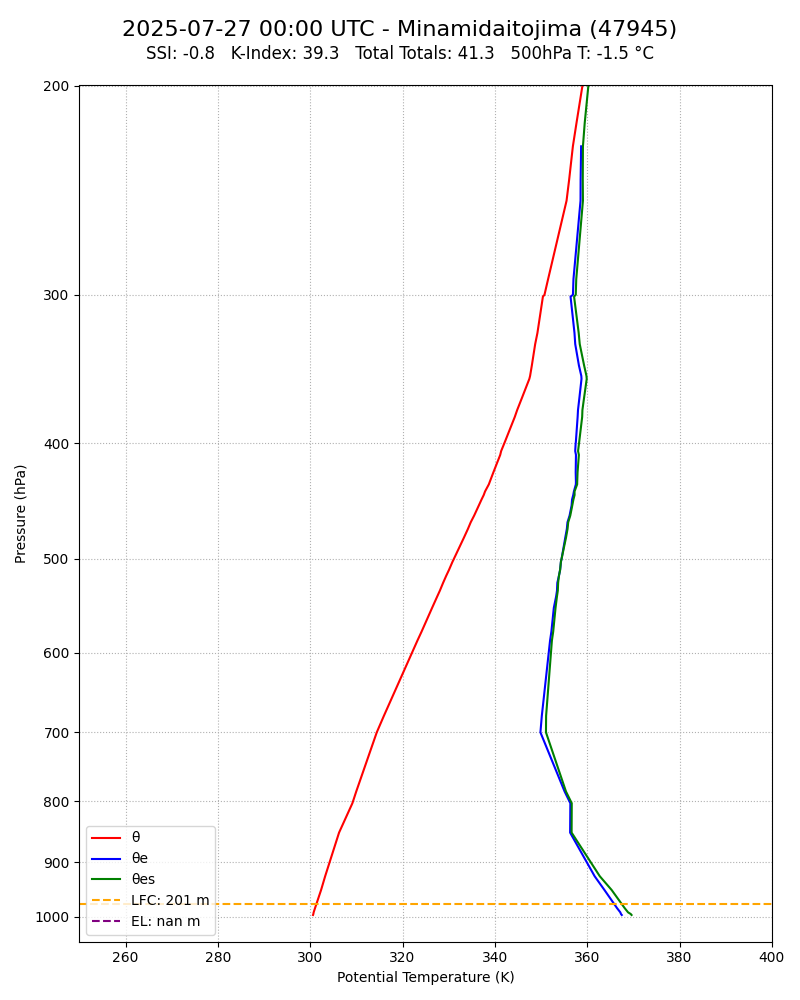 2025-07-27 00:00 UTC - Minamidaitojima (47945)
SSI: -0.8 K-Index: 39.3 Total Totals: 41.3 500hPa T: -1.5 °C
200
300
400
500
600
700
800
900
1000
Pressure (hPa)
θ
θe
θes
LFC: 201 m
EL: nan m
260 280 300 320 340 360 380 400
Potential Temperature (K)